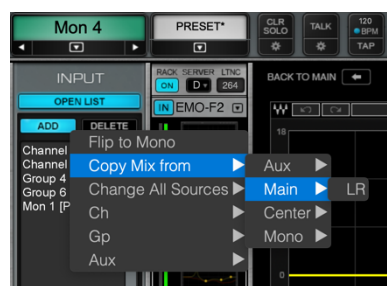 Mon 4
PRESET*
CLR
SOLO
TALK
120
BPM
TAP
INPUT
RACK SERVER LTNC
ON D 264
BACK TO MAIN
OPEN LIST
IN EMO-F2
ADD DELETE
18
Flip to Mono
Channel
Channel
Copy Mix from Aux
Group 4
Group 6
Change All Sources Main LR
Mon 1 [P
Ch Center
Gp Mono
Aux
0